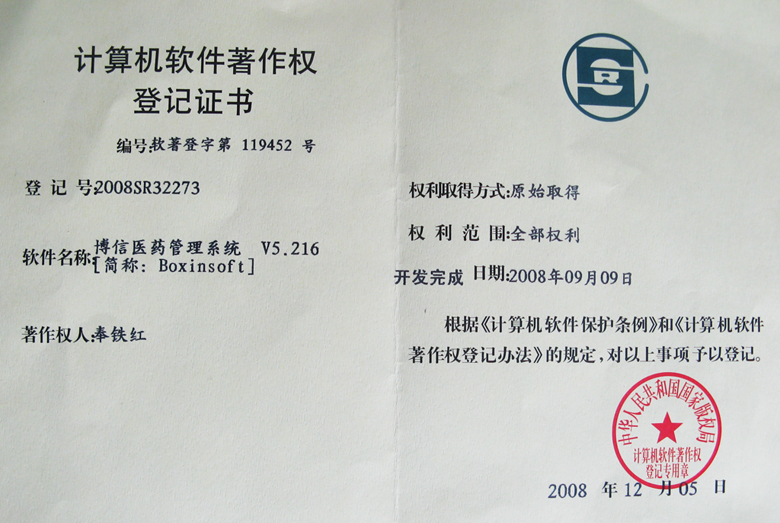 计算机软件著作权
登记证书
编号:软著登字第 119452 号
登 记 号:2008SR32273
软件名称:博信医药管理系统 V5.216
[简称: Boxinsoft]
著作权人:奉铁红
R
权利取得方式:原始取得
权 利 范 围:全部权利
开发完成 日期:2008年09月09日
根据《计算机软件保护条例》和《计算机软件
著作权登记办法》的规定,对以上事项予以登记。
中华人民共和国国家版权局
计算机软件著作权
登记专用章
2008 年 12 月 05 日